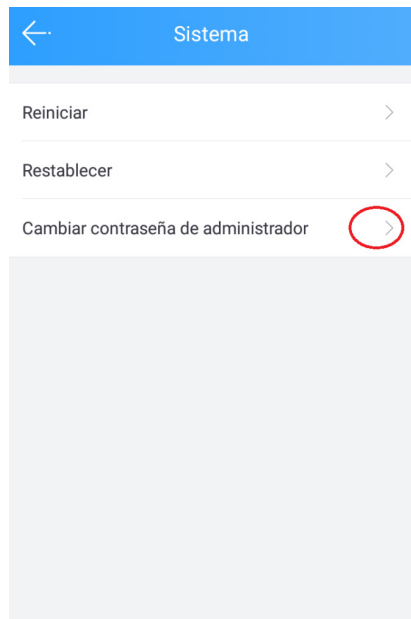 Sistema
Reiniciar
Restablecer
Cambiar contraseña de administrador